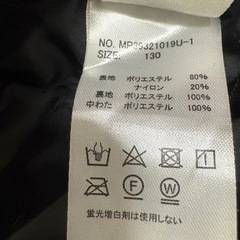 NO. MP39321019U-1
SIZE: 130
表地 ポリエステル 80%
ナイロン 20%
裏地 ポリエステル 100%
中わた ポリエステル 100%
F W
蛍光増白剤は使用しない